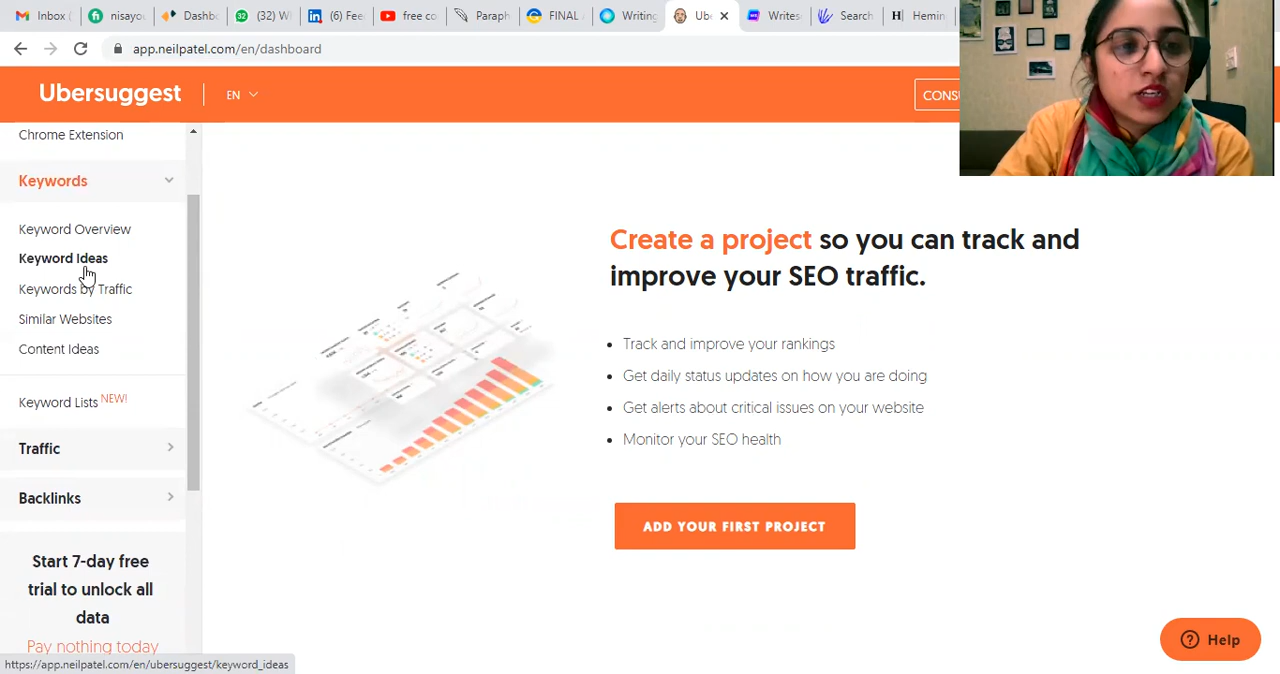 Inbox (
nisayou
Dashbo
(32) W
(6) Fee
free co
Paraph
FINAL
Writing
Ube
Writes
Search
Hemin
app.neilpatel.com/en/dashboard
Ubersuggest
EN
CONSU
Chrome Extension
Keywords
Keyword Overview
Keyword Ideas
Keywords by Traffic
Similar Websites
Content Ideas
Keyword Lists NEW!
Traffic
Backlinks
Start 7-day free
trial to unlock all
data
Pay nothing today
Create a project so you can track and
improve your SEO traffic.
Track and improve your rankings
Get daily status updates on how you are doing
Get alerts about critical issues on your website
Monitor your SEO health
ADD YOUR FIRST PROJECT
Help
https://app.neilpatel.com/en/ubersuggest/keyword_ideas